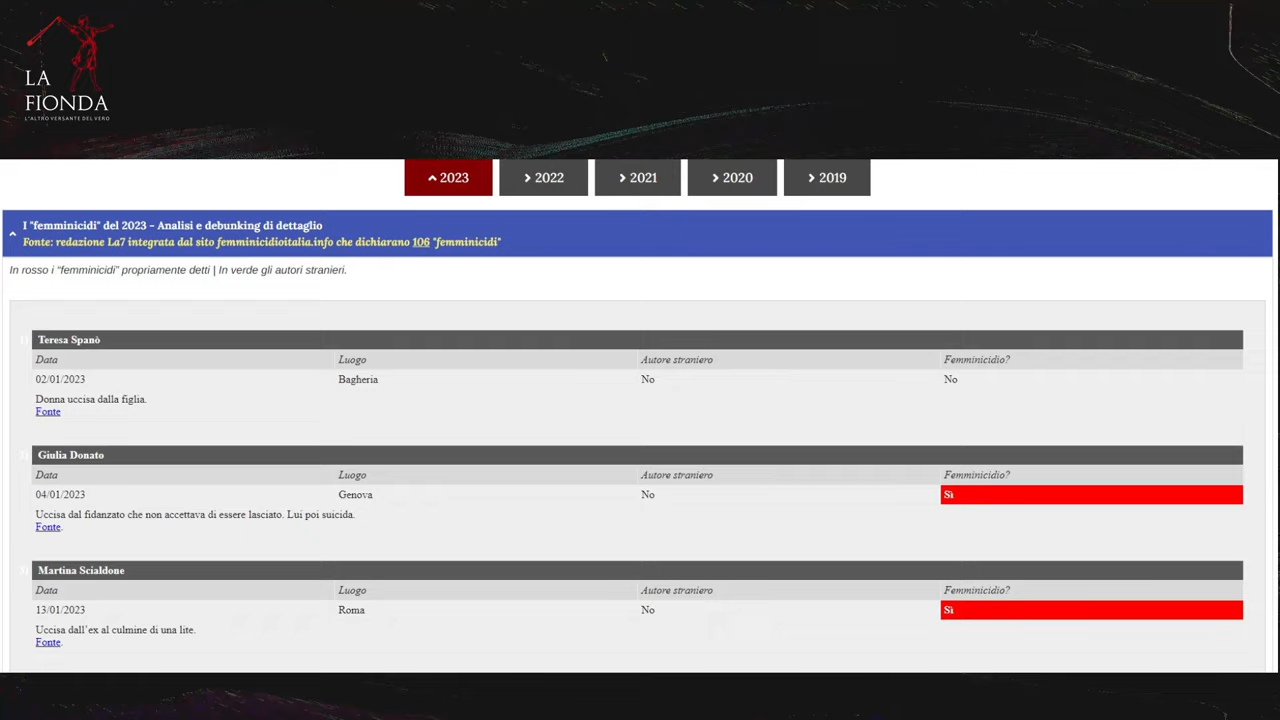 LA
FIONDA
L'ALTRO VERSANTE DEL VERO
2023
2022
2021
2020
2019
I "femminicidi" del 2023 - Analisi e debunking di dettaglio
Fonte: redazione La7 integrata dal sito femminicidioitalia.info che dichiarano 106 "femminicidi"
In rosso i "femminicidi" propriamente detti | In verde gli autori stranieri.
1) Teresa Spanò
Data Luogo Autore straniero Femminicidio?
02/01/2023 Bagheria No No
Donna uccisa dalla figlia.
Fonte
2) Giulia Donato
Data Luogo Autore straniero Femminicidio?
04/01/2023 Genova No Sì
Uccisa dal fidanzato che non accettava di essere lasciato. Lui poi suicida.
Fonte.
3) Martina Scialdone
Data Luogo Autore straniero Femminicidio?
13/01/2023 Roma No Sì
Uccisa dall'ex al culmine di una lite.
Fonte.